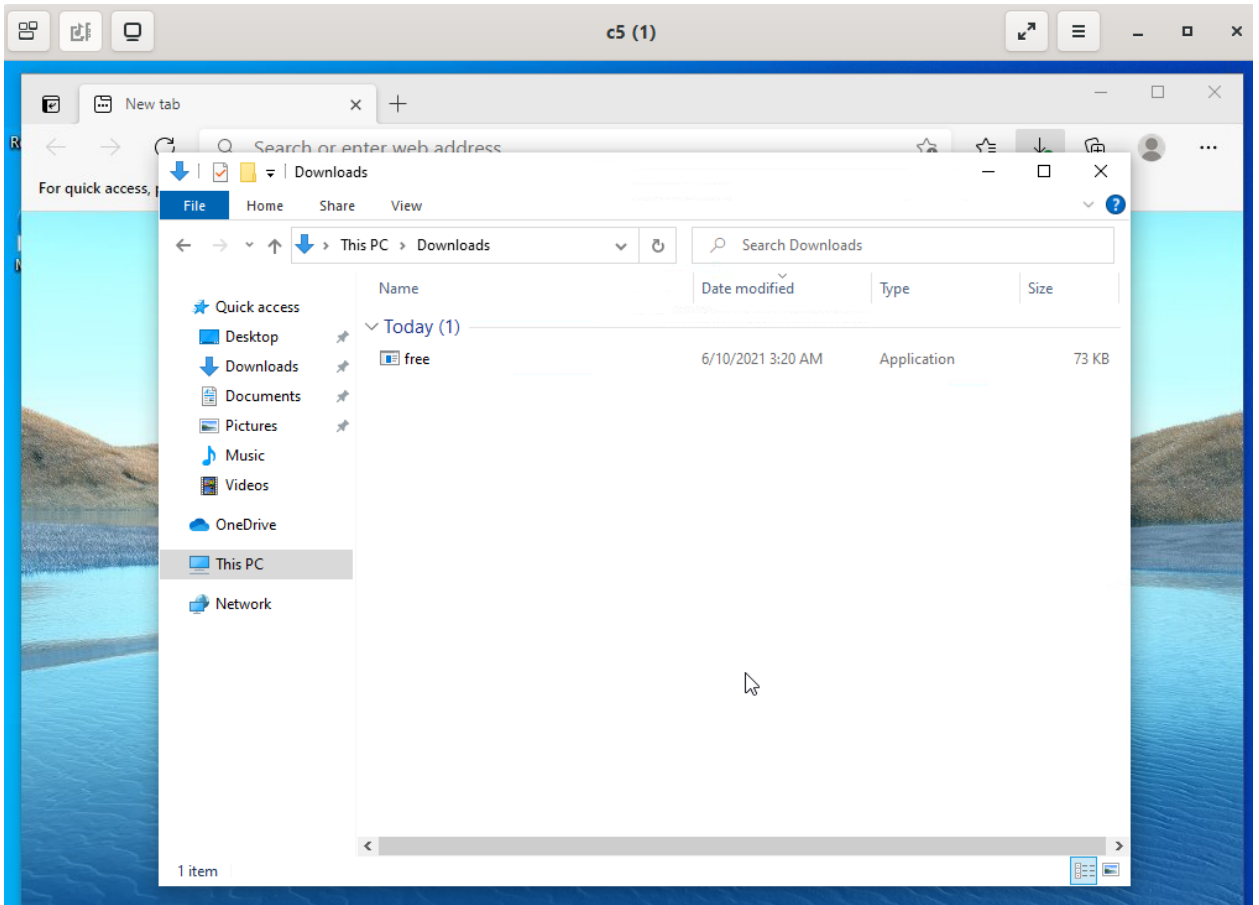 c5 (1)
New tab
R
Search or enter web address
Downloads
For quick access, p
File Home Share View
This PC > Downloads
Search Downloads
Name Date modified Type Size
Quick access
Today (1)
Desktop
free 6/10/2021 3:20 AM Application 73 KB
Downloads
Documents
Pictures
Music
Videos
OneDrive
This PC
Network
1 item